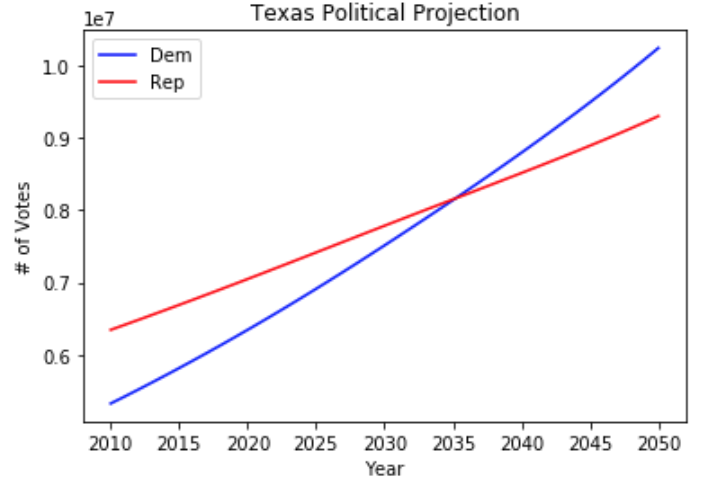 Texas Political Projection
1e7
Dem
Rep
1.0
0.9
0.8
0.7
0.6
# of Votes
2010 2015 2020 2025 2030 2035 2040 2045 2050
Year